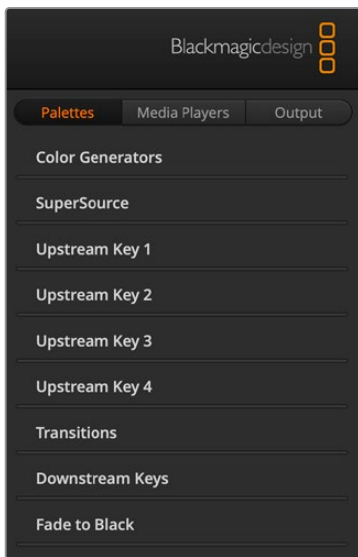 Blackmagicdesign
Palettes Media Players Output
Color Generators
SuperSource
Upstream Key 1
Upstream Key 2
Upstream Key 3
Upstream Key 4
Transitions
Downstream Keys
Fade to Black